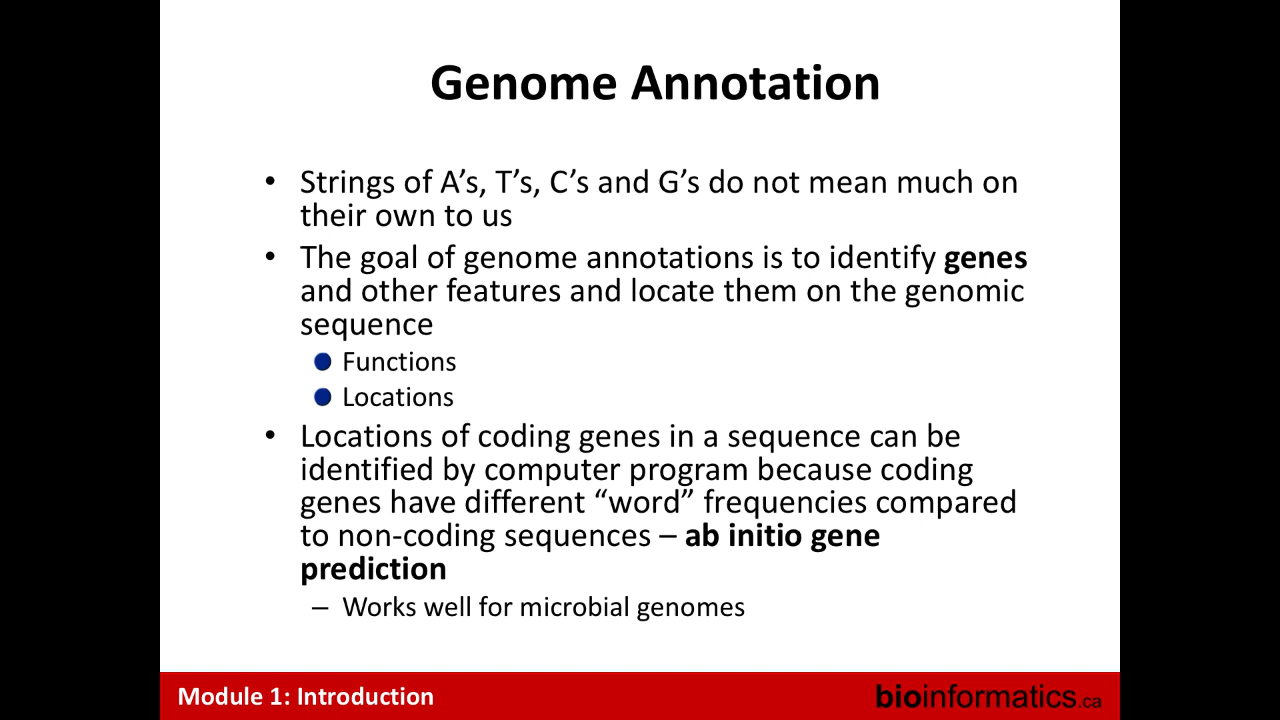 Genome Annotation
• Strings of A’s, T’s, C’s and G’s do not mean much on
their own to us
• The goal of genome annotations is to identify genes
and other features and locate them on the genomic
sequence
● Functions
● Locations
• Locations of coding genes in a sequence can be
identified by computer program because coding
genes have different “word” frequencies compared
to non-coding sequences – ab initio gene
prediction
– Works well for microbial genomes
Module 1: Introduction
bioinformatics.ca